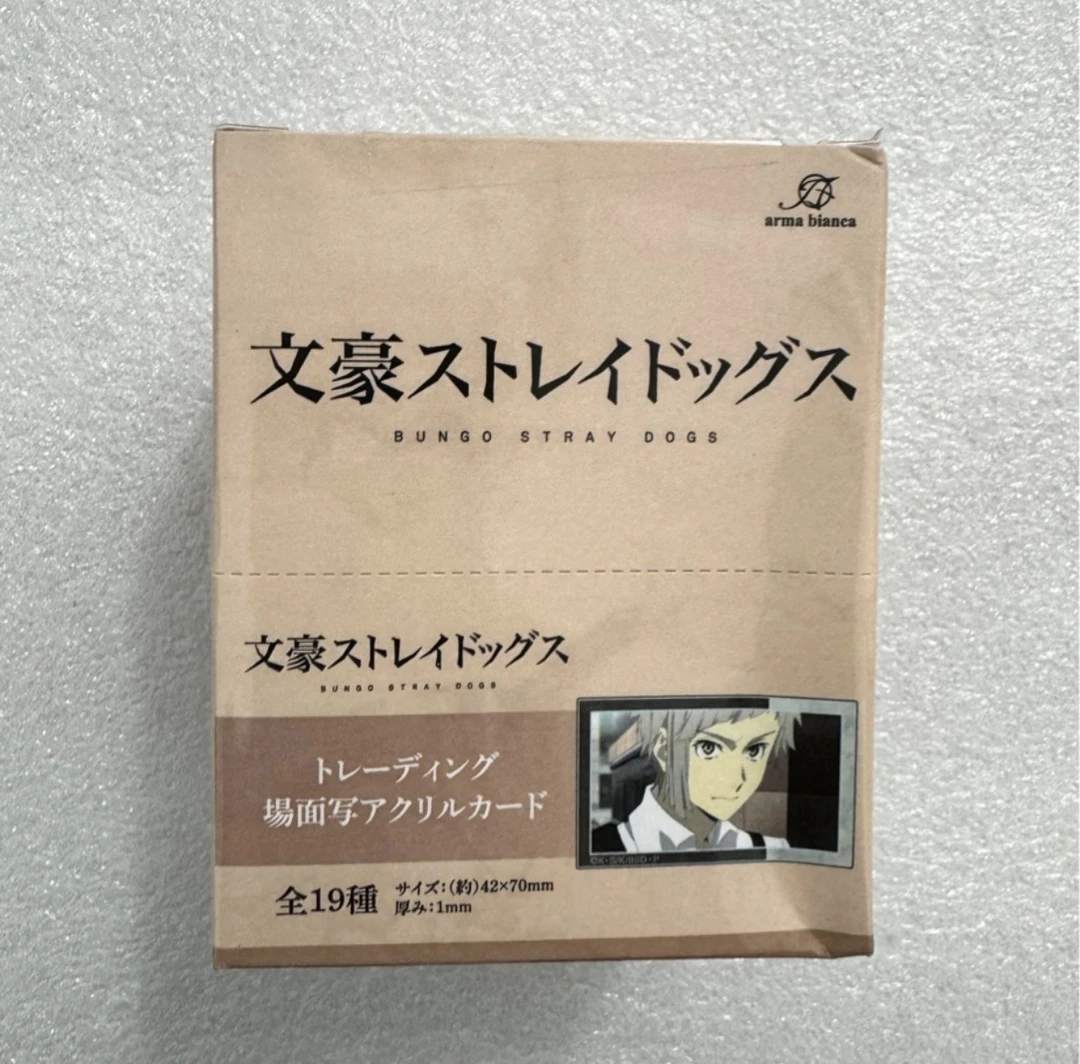 arma bianca
文豪ストレイドッグス
BUNGO STRAY DOGS
文豪ストレイドッグス
BUNGO STRAY DOGS
トレーディング
場面写アクリルカード
©K・S/K/BSD・P
全19種
サイズ:(約)42×70mm
厚み:1mm